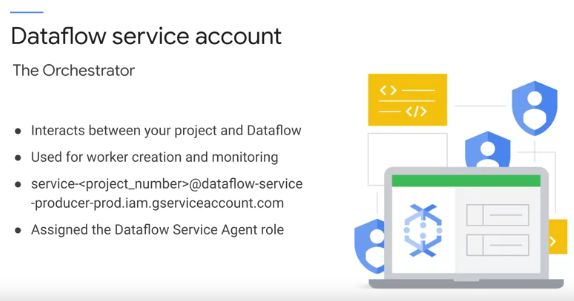 Dataflow service account
The Orchestrator
● Interacts between your project and Dataflow
● Used for worker creation and monitoring
● service-<project_number>@dataflow-service
-producer-prod.iam.gserviceaccount.com
● Assigned the Dataflow Service Agent role